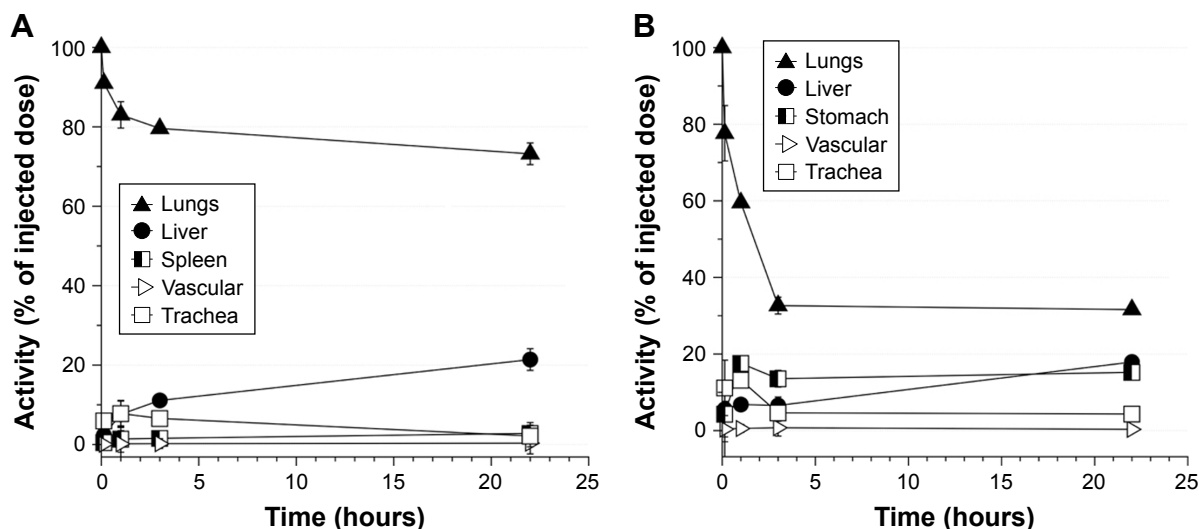 A
Activity (% of injected dose)
100
80
60
40
20
0
Lungs
Liver
Spleen
Vascular
Trachea
0 5 10 15 20 25
Time (hours)
B
Activity (% of injected dose)
100
80
60
40
20
0
Lungs
Liver
Stomach
Vascular
Trachea
0 5 10 15 20 25
Time (hours)